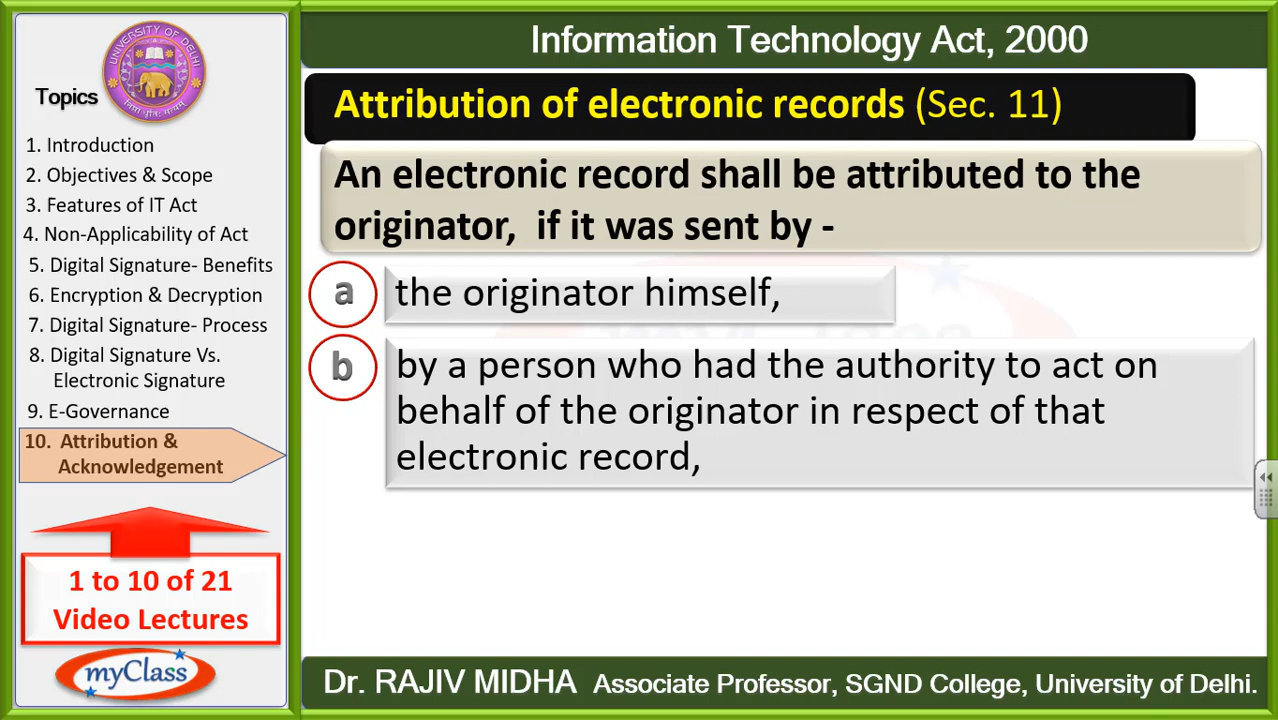 Information Technology Act, 2000
UNIVERSITY OF DELHI
Topics
1. Introduction
2. Objectives & Scope
3. Features of IT Act
4. Non-Applicability of Act
5. Digital Signature- Benefits
6. Encryption & Decryption
7. Digital Signature- Process
8. Digital Signature Vs.
Electronic Signature
9. E-Governance
10. Attribution &
Acknowledgement
1 to 10 of 21
Video Lectures
myClass
Attribution of electronic records (Sec. 11)
An electronic record shall be attributed to the
originator, if it was sent by -
a the originator himself,
b by a person who had the authority to act on
behalf of the originator in respect of that
electronic record,
Dr. RAJIV MIDHA Associate Professor, SGND College, University of Delhi.